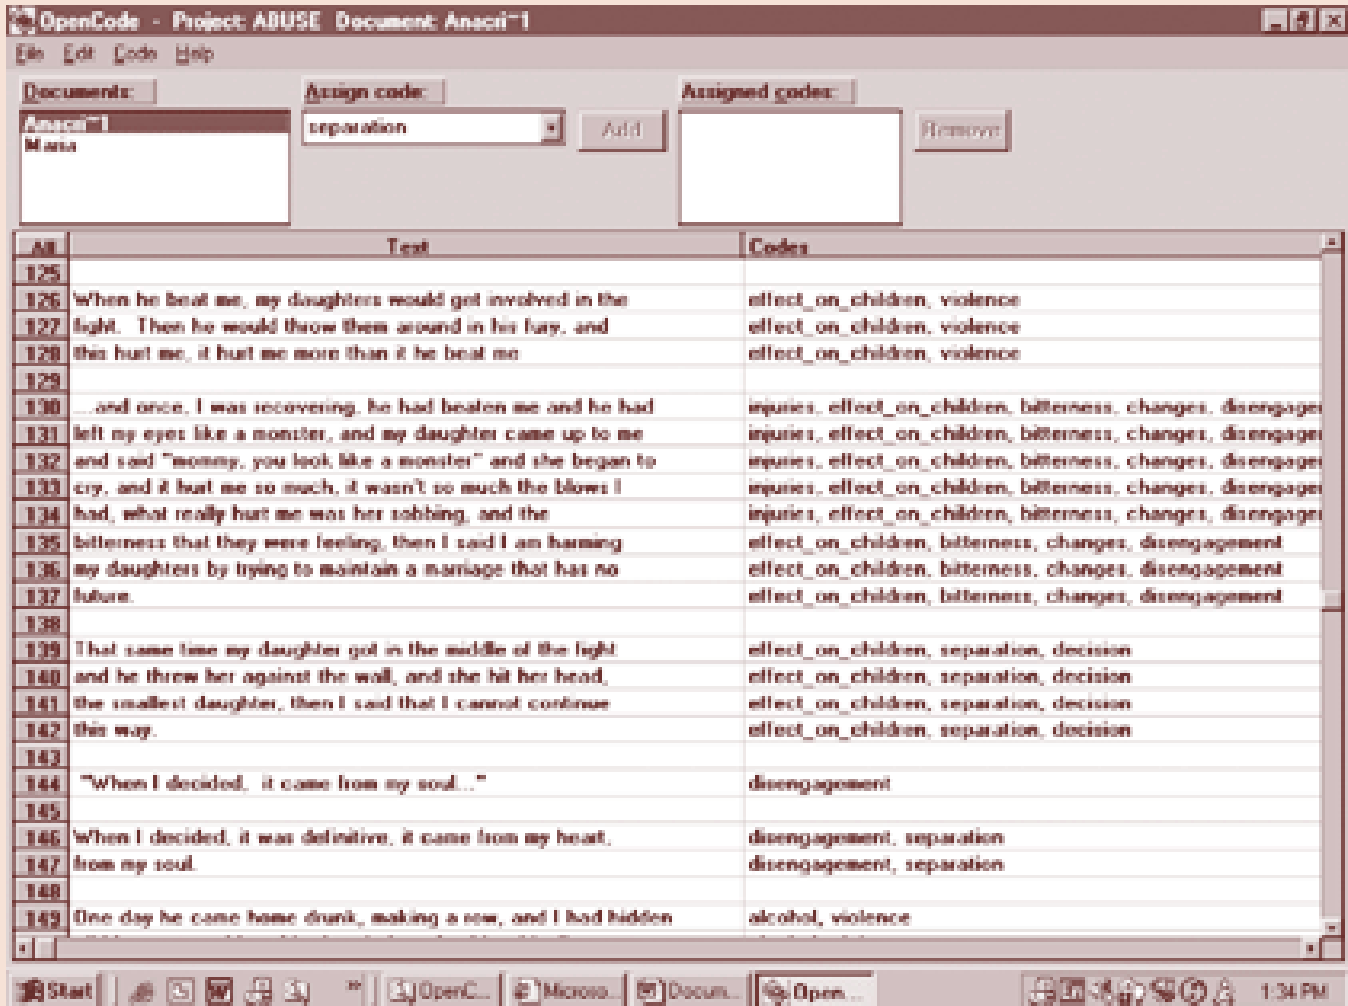 OpenCode - Project: ABUSE Document: Anacri~1
File Edit Code Help
Documents: Assign code: Assigned codes:
Anacri~1 separation Add Remove
Maria
All Text Codes
125
126 When he beat me, my daughters would get involved in the effect_on_children, violence
127 fight. Then he would throw them around in his fury, and effect_on_children, violence
128 this hurt me, it hurt me more than it he beat me effect_on_children, violence
129
130 ...and once, I was recovering, he had beaten me and he had injuries, effect_on_children, bitterness, changes, disengagei
131 left my eyes like a monster, and my daughter came up to me injuries, effect_on_children, bitterness, changes, disengagei
132 and said "mommy, you look like a monster" and she began to injuries, effect_on_children, bitterness, changes, disengagei
133 cry, and it hurt me so much, it wasn't so much the blows I injuries, effect_on_children, bitterness, changes, disengagei
134 had, what really hurt me was her sobbing, and the injuries, effect_on_children, bitterness, changes, disengagei
135 bitterness that they were feeling, then I said I am harming effect_on_children, bitterness, changes, disengagement
136 my daughters by trying to maintain a marriage that has no effect_on_children, bitterness, changes, disengagement
137 future. effect_on_children, bitterness, changes, disengagement
138
139 That same time my daughter got in the middle of the fight effect_on_children, separation, decision
140 and he threw her against the wall, and she hit her head, effect_on_children, separation, decision
141 the smallest daughter, then I said that I cannot continue effect_on_children, separation, decision
142 this way. effect_on_children, separation, decision
143
144 "When I decided, it came from my soul..." disengagement
145
146 When I decided, it was definitive, it came from my heart, disengagement, separation
147 from my soul. disengagement, separation
148
149 One day he came home drunk, making a row, and I had hidden alcohol, violence
Start OpenC... Microso... Docum... Open... 1:34 PM